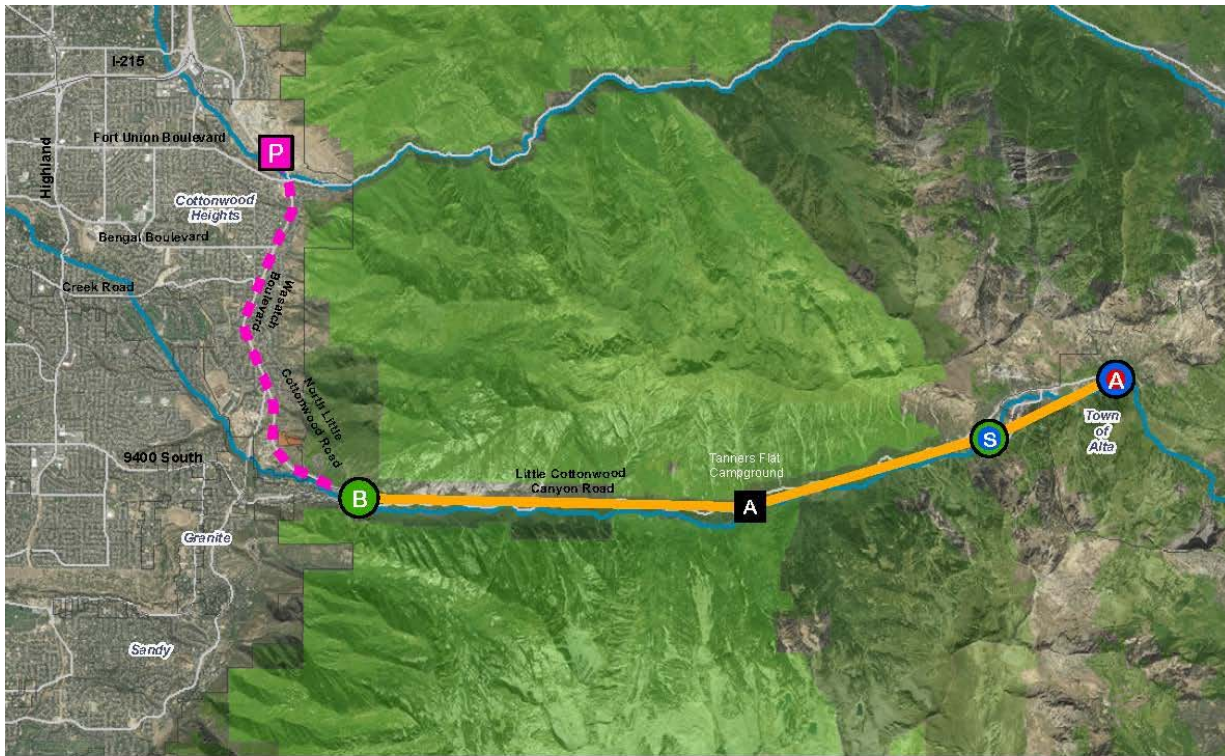 I-215
Fort Union Boulevard
P
Highland
Cottonwood
Heights
Bengal Boulevard
Creek Road
Wasatch
Boulevard
North Little
Cottonwood Road
9400 South
B
Little Cottonwood
Canyon Road
Tanners Flat
Campground
A
S
A
Town
of
Alta
Granite
Sandy